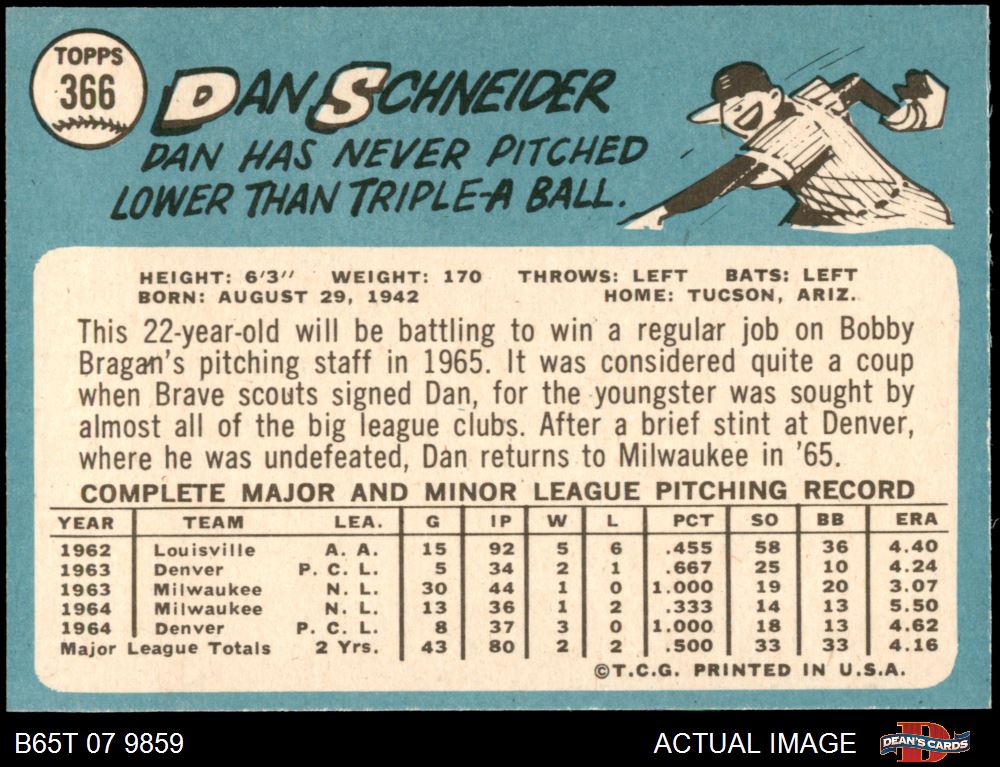 TOPPS
366
DAN SCHNEIDER
DAN HAS NEVER PITCHED
LOWER THAN TRIPLE-A BALL.
HEIGHT: 6'3" WEIGHT: 170 THROWS: LEFT BATS: LEFT
BORN: AUGUST 29, 1942 HOME: TUCSON, ARIZ.
This 22-year-old will be battling to win a regular job on Bobby
Bragan's pitching staff in 1965. It was considered quite a coup
when Brave scouts signed Dan, for the youngster was sought by
almost all of the big league clubs. After a brief stint at Denver,
where he was undefeated, Dan returns to Milwaukee in '65.
COMPLETE MAJOR AND MINOR LEAGUE PITCHING RECORD
YEAR TEAM LEA. G IP W L PCT SO BB ERA
1962 Louisville A. A. 15 92 5 6 .455 58 36 4.40
1963 Denver P. C. L. 5 34 2 1 .667 25 10 4.24
1963 Milwaukee N. L. 30 44 1 0 1.000 19 20 3.07
1964 Milwaukee N. L. 13 36 1 2 .333 14 13 5.50
1964 Denver P. C. L. 8 37 3 0 1.000 18 13 4.62
Major League Totals 2 Yrs. 43 80 2 2 .500 33 33 4.16
©T.C.G. PRINTED IN U.S.A.
B65T 07 9859 ACTUAL IMAGE DEAN'S CARDS